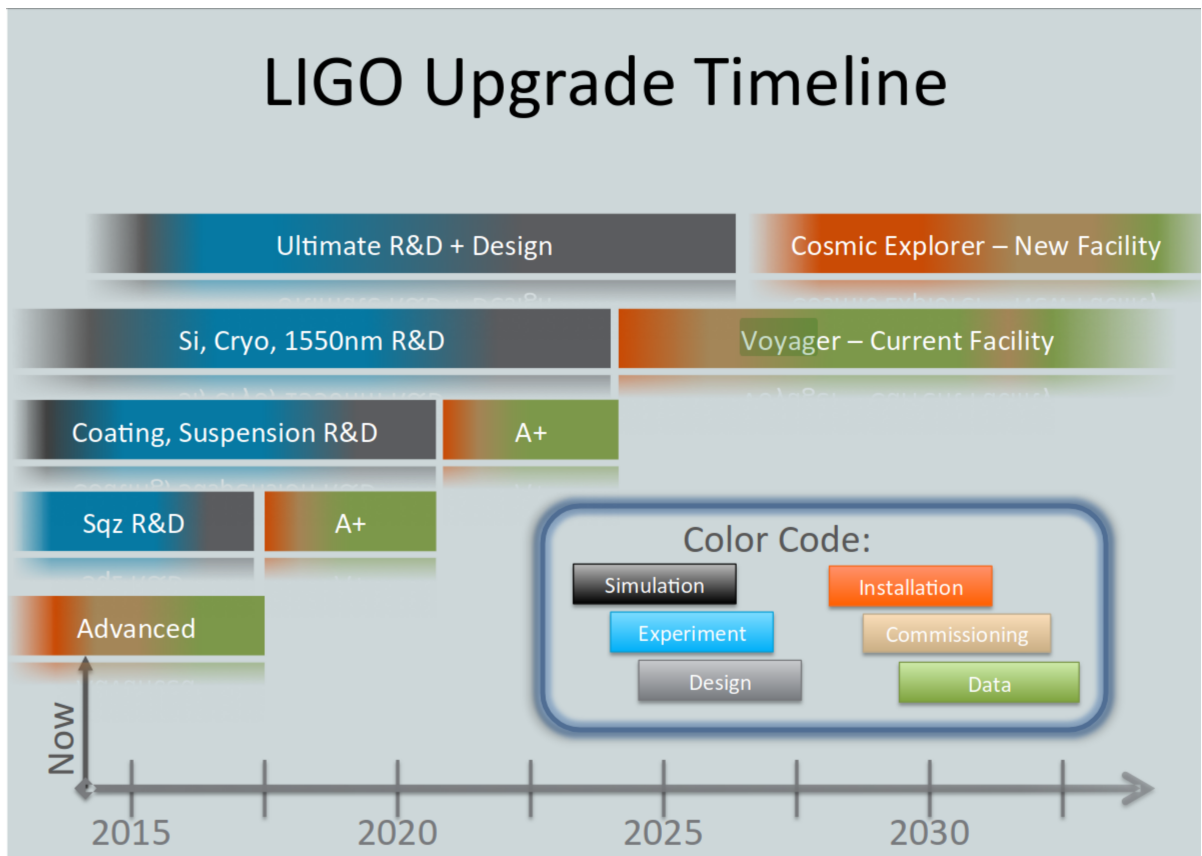 LIGO Upgrade Timeline
Ultimate R&D + Design
Cosmic Explorer – New Facility
Si, Cryo, 1550nm R&D
Voyager – Current Facility
Coating, Suspension R&D
A+
Sqz R&D
A+
Advanced
Color Code:
Simulation
Installation
Experiment
Commissioning
Design
Data
Now
2015
2020
2025
2030